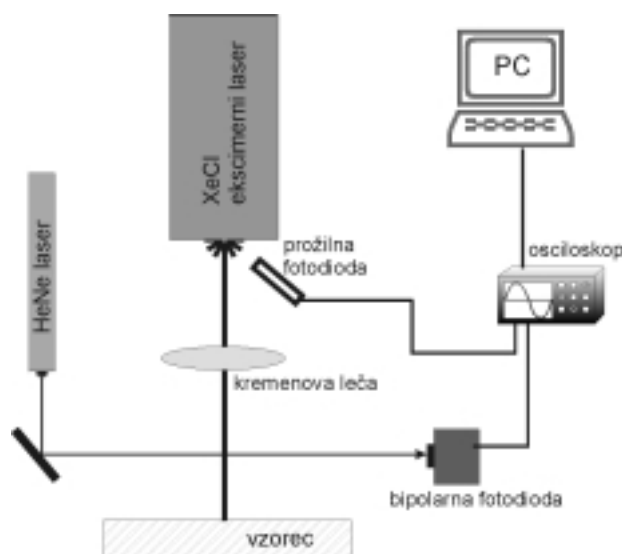 PC
XeCl
ekscimerni laser
HeNe laser
prožilna
fotodioda
osciloskop
kremenova leča
bipolarna fotodioda
vzorec